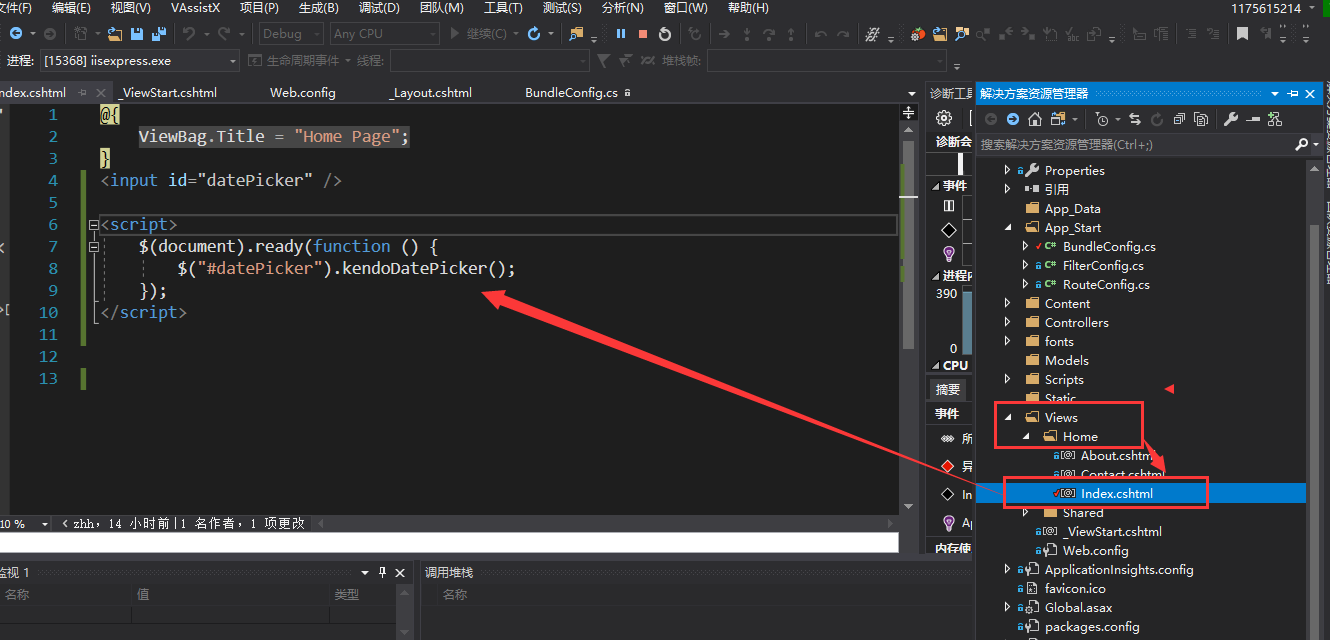 文件(F) 编辑(E) 视图(V) VAssistX 项目(P) 生成(B) 调试(D) 团队(M) 工具(T) 测试(S) 分析(N) 窗口(W) 帮助(H) 1175615214
Debug Any CPU 继续(C)
进程: [15368] iisexpress.exe 生命周期事件 线程: 堆栈帧:
ndex.cshtml _ViewStart.cshtml Web.config _Layout.cshtml BundleConfig.cs
1 @{
2 ViewBag.Title = "Home Page";
3 }
4 <input id="datePicker" />
5
6 <script>
7 $(document).ready(function () {
8 $("#datePicker").kendoDatePicker();
9 });
10 </script>
11
12
13
10 % zhh, 14 小时前 | 1 名作者, 1 项更改
监视 1
名称 值 类型
调用堆栈
名称
诊断工具
诊断会
事件
进程内
390
0
CPU
摘要
事件
所
异
In
Ap
内存使
解决方案资源管理器
搜索解决方案资源管理器(Ctrl+;)
Properties
引用
App_Data
App_Start
BundleConfig.cs
FilterConfig.cs
RouteConfig.cs
Content
Controllers
fonts
Models
Scripts
Static
Views
Home
About.cshtml
Contact.cshtml
Index.cshtml
Shared
_ViewStart.cshtml
Web.config
ApplicationInsights.config
favicon.ico
Global.asax
packages.config